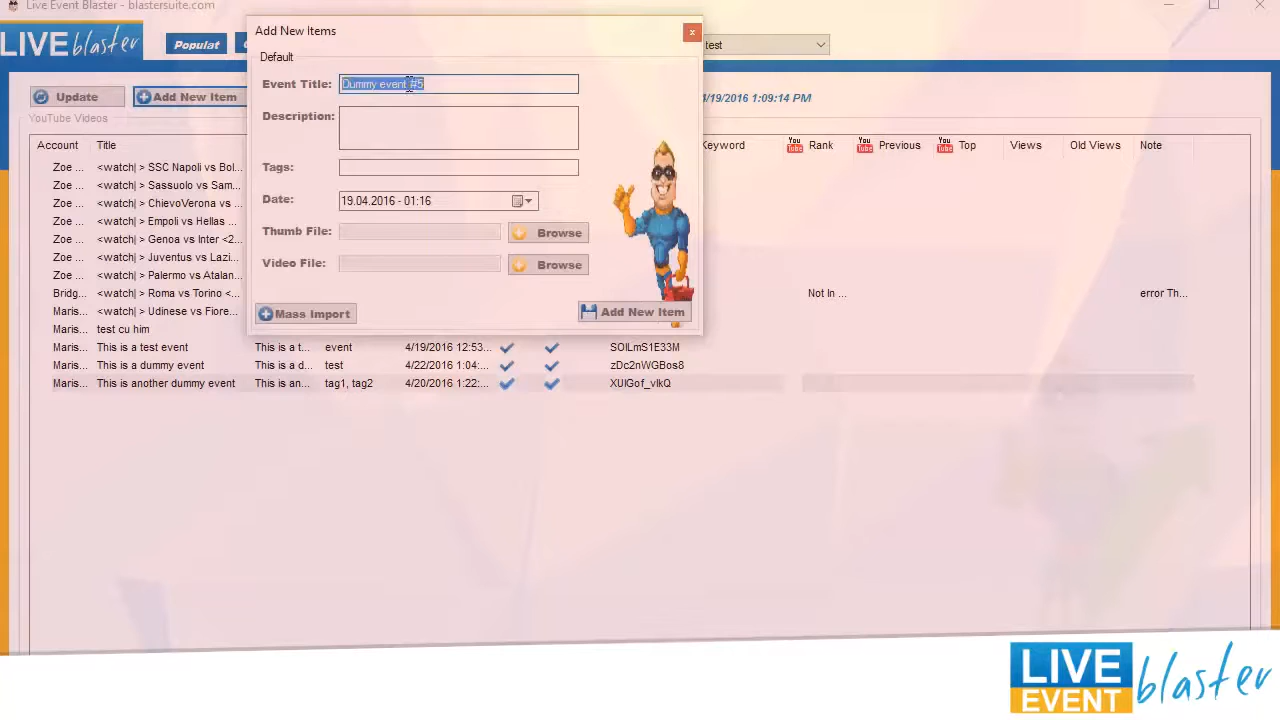 Live Event Blaster - blastersuite.com
LIVE blaster
Populat
test
Update
Add New Item
4/19/2016 1:09:14 PM
YouTube Videos
Account Title Keyword You Tube Rank You Tube Previous You Tube Top Views Old Views Note
Zoe ... <watch| > SSC Napoli vs Bol...
Zoe ... <watch| > Sassuolo vs Sam...
Zoe ... <watch| > ChievoVerona vs ...
Zoe ... <watch| > Empoli vs Hellas ...
Zoe ... <watch| > Genoa vs Inter <2...
Zoe ... <watch| > Juventus vs Lazi...
Zoe ... <watch| > Palermo vs Atalan...
Bridg... <watch| > Roma vs Torino <... Not In ... error Th...
Maris... <watch| > Udinese vs Fiore...
Maris... test cu him
Maris... This is a test event This is a t... event 4/19/2016 12:53... SOlLmS1E33M
Maris... This is a dummy event This is a d... test 4/22/2016 1:04:... zDc2nWGBos8
Maris... This is another dummy event This is an... tag1, tag2 4/20/2016 1:22:... XUlGof_vlkQ
Add New Items
Default
Event Title: Dummy event #5
Description:
Tags:
Date: 19.04.2016 - 01:16
Thumb File: Browse
Video File: Browse
Mass Import
Add New Item
LIVE
EVENT blaster